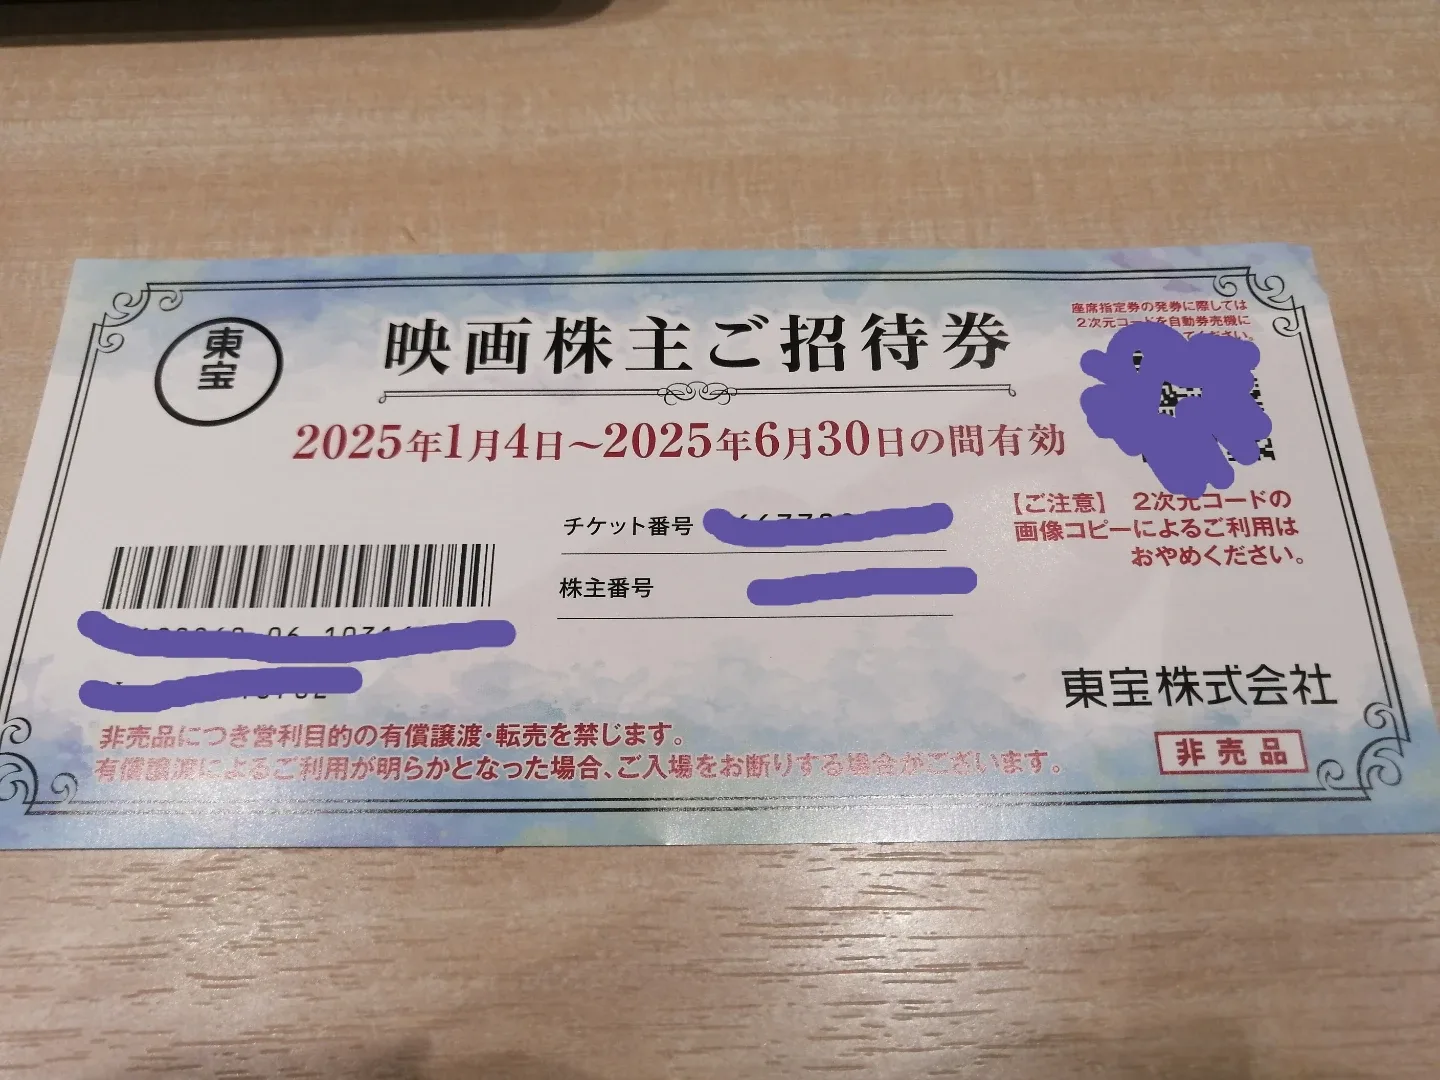 東宝
映画株主ご招待券
座席指定券の発券に際しては
2次元コードを自動券売機に
ください。
2025年1月4日～2025年6月30日の間有効
チケット番号
株主番号
【ご注意】 2次元コードの
画像コピーによるご利用は
おやめください。
東宝株式会社
非売品につき営利目的の有償譲渡・転売を禁じます。
有償譲渡によるご利用が明らかとなった場合、ご入場をお断りする場合がございます。
非売品